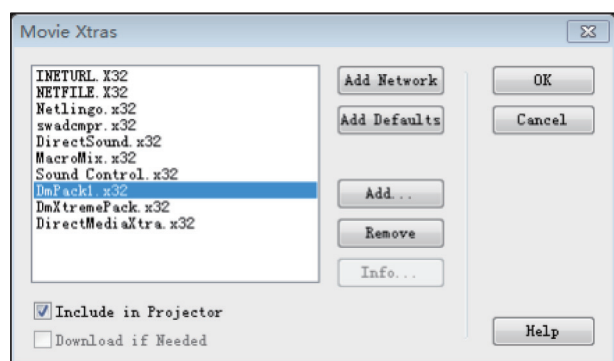 Movie Xtras
INETURL.X32
NETFILE.X32
Netlingo.x32
swadcmpr.x32
DirectSound.x32
MacroMix.x32
Sound Control.x32
DmPack1.x32
DmXtremePack.x32
DirectMediaXtra.x32
Add Network
Add Defaults
Add...
Remove
Info...
OK
Cancel
Help
Include in Projector
Download if Needed